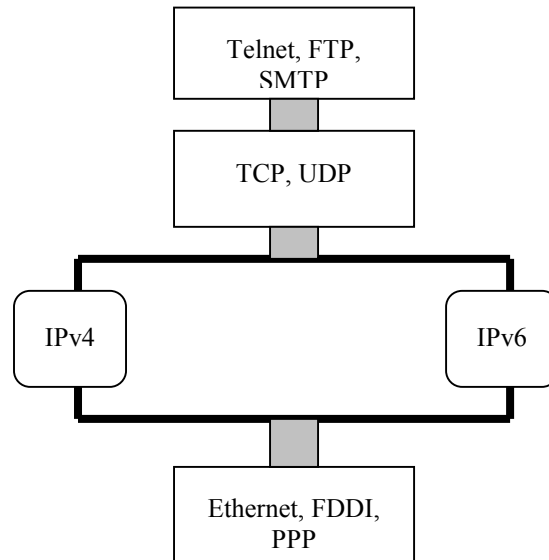 Telnet, FTP,
SMTP
TCP, UDP
IPv4
IPv6
Ethernet, FDDI,
PPP